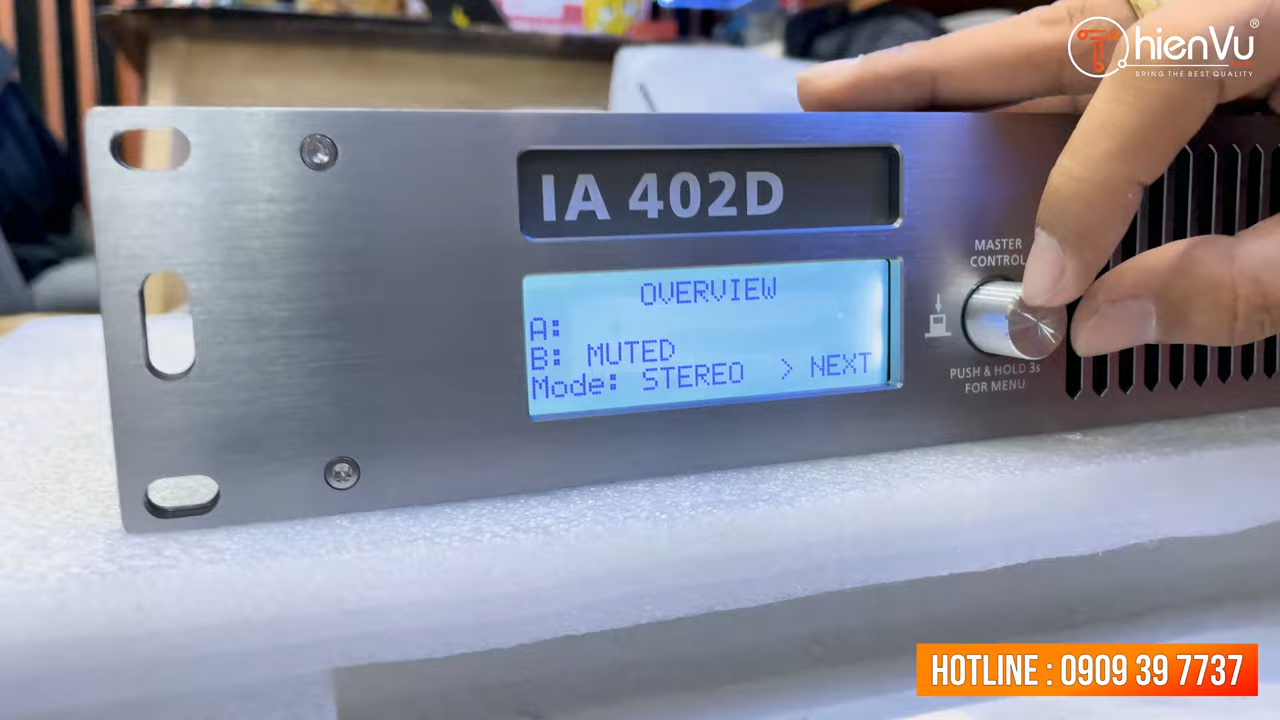 ThienVu®
BRING THE BEST QUALITY
IA 402D
OVERVIEW
A:
B: MUTED
Mode: STEREO > NEXT
MASTER
CONTROL
PUSH & HOLD 3s
FOR MENU
HOTLINE : 0909 39 7737